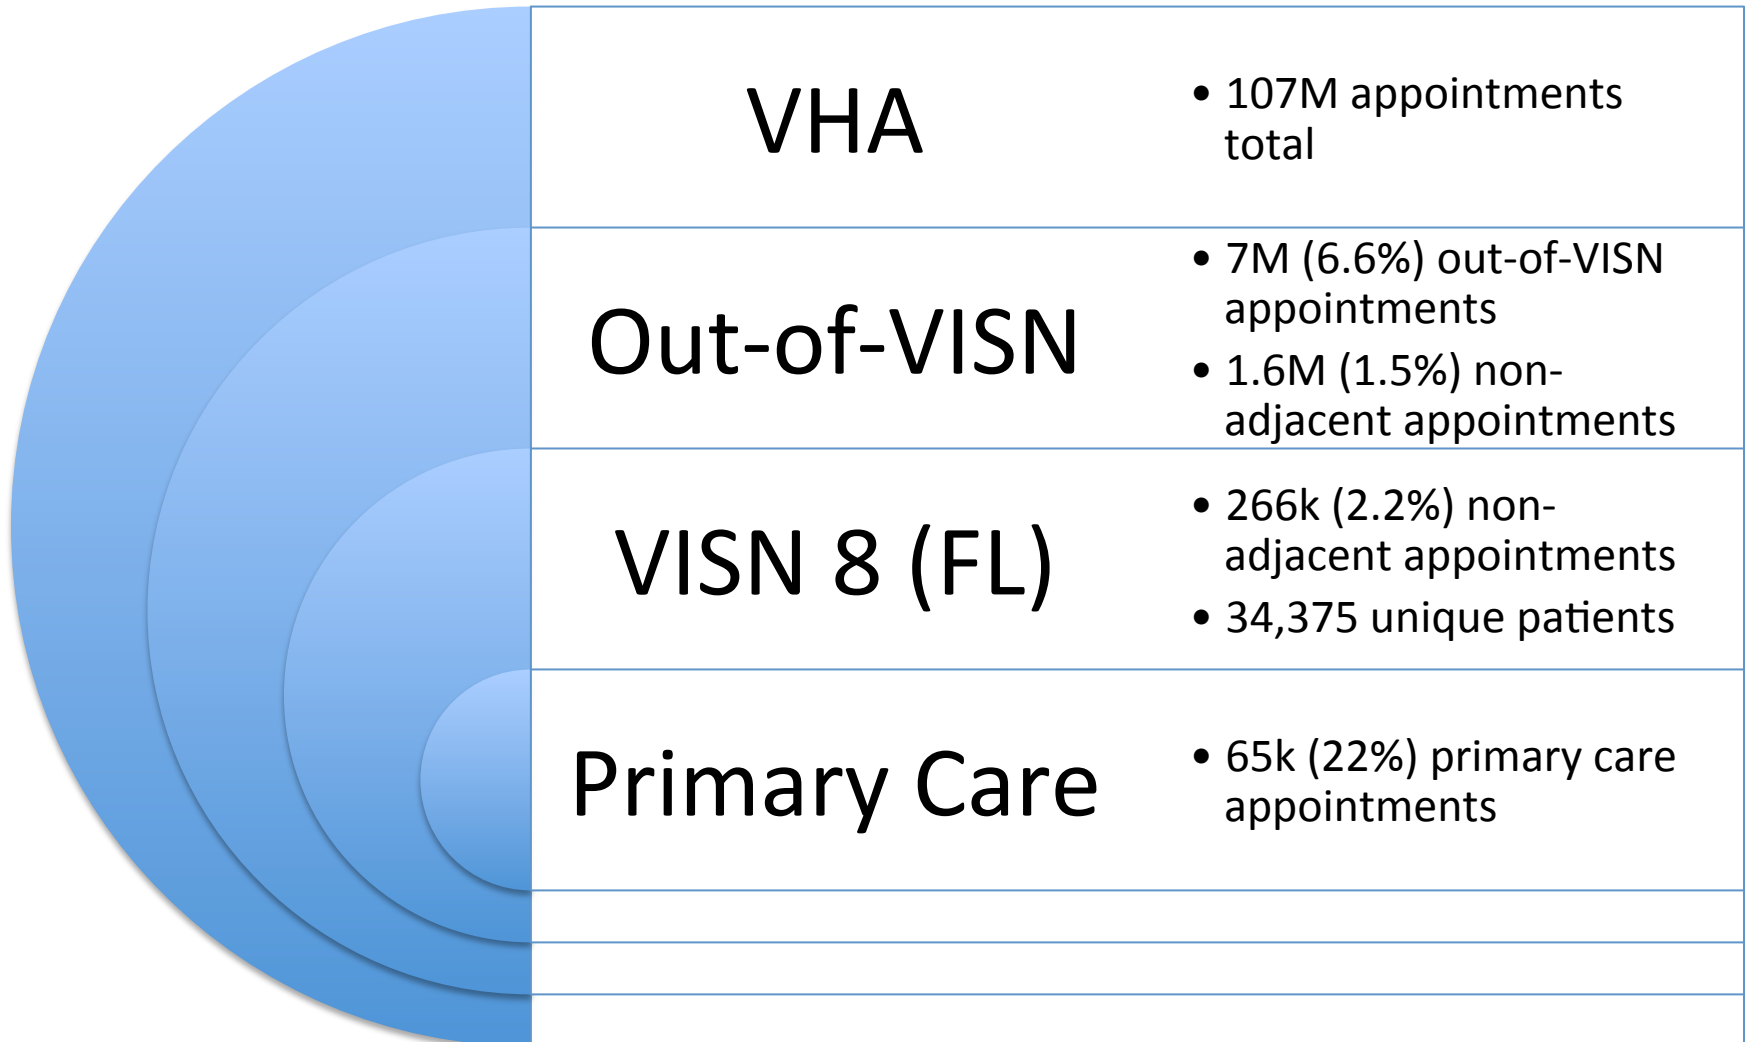 VHA
• 107M appointments
total
Out-of-VISN
• 7M (6.6%) out-of-VISN
appointments
• 1.6M (1.5%) non-
adjacent appointments
VISN 8 (FL)
• 266k (2.2%) non-
adjacent appointments
• 34,375 unique patients
Primary Care
• 65k (22%) primary care
appointments